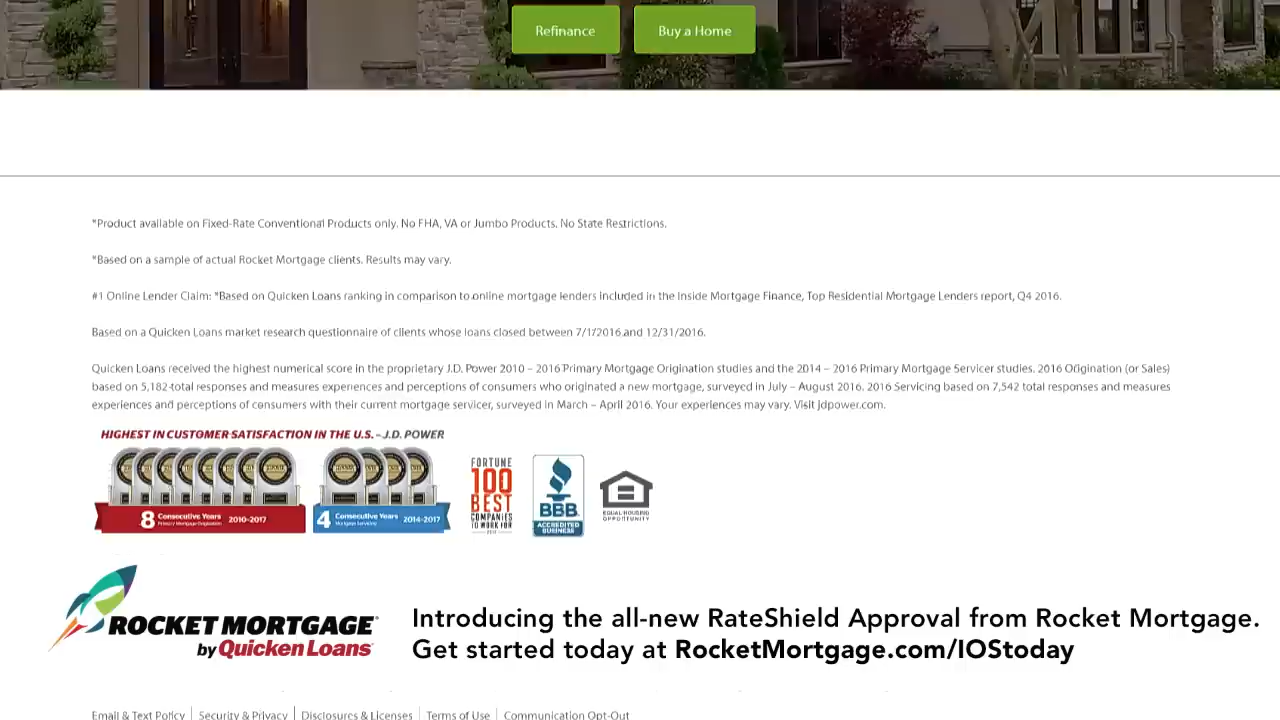 Refinance
Buy a Home
*Product available on Fixed-Rate Conventional Products only. No FHA, VA or Jumbo Products. No State Restrictions.
*Based on a sample of actual Rocket Mortgage clients. Results may vary.
#1 Online Lender Claim: *Based on Quicken Loans ranking in comparison to online mortgage lenders included in the Inside Mortgage Finance, Top Residential Mortgage Lenders report, Q4 2016.
Based on a Quicken Loans market research questionnaire of clients whose loans closed between 7/1/2016 and 12/31/2016.
Quicken Loans received the highest numerical score in the proprietary J.D. Power 2010 – 2016 Primary Mortgage Origination studies and the 2014 – 2016 Primary Mortgage Servicer studies. 2016 Origination (or Sales)
based on 5,182 total responses and measures experiences and perceptions of consumers who originated a new mortgage, surveyed in July – August 2016. 2016 Servicing based on 7,542 total responses and measures
experiences and perceptions of consumers with their current mortgage servicer, surveyed in March – April 2016. Your experiences may vary. Visit jdpower.com.
HIGHEST IN CUSTOMER SATISFACTION IN THE U.S. – J.D. POWER
8 Consecutive Years Primary Mortgage Origination 2010-2017
4 Consecutive Years Mortgage Servicing 2014-2017
FORTUNE
100
BEST
COMPANIES
TO WORK FOR
BBB.
ACCREDITED
BUSINESS
EQUAL HOUSING
OPPORTUNITY
ROCKET MORTGAGE
by Quicken Loans
Introducing the all-new RateShield Approval from Rocket Mortgage.
Get started today at RocketMortgage.com/IOStoday
Email & Text Policy | Security & Privacy | Disclosures & Licenses | Terms of Use | Communication Opt-Out